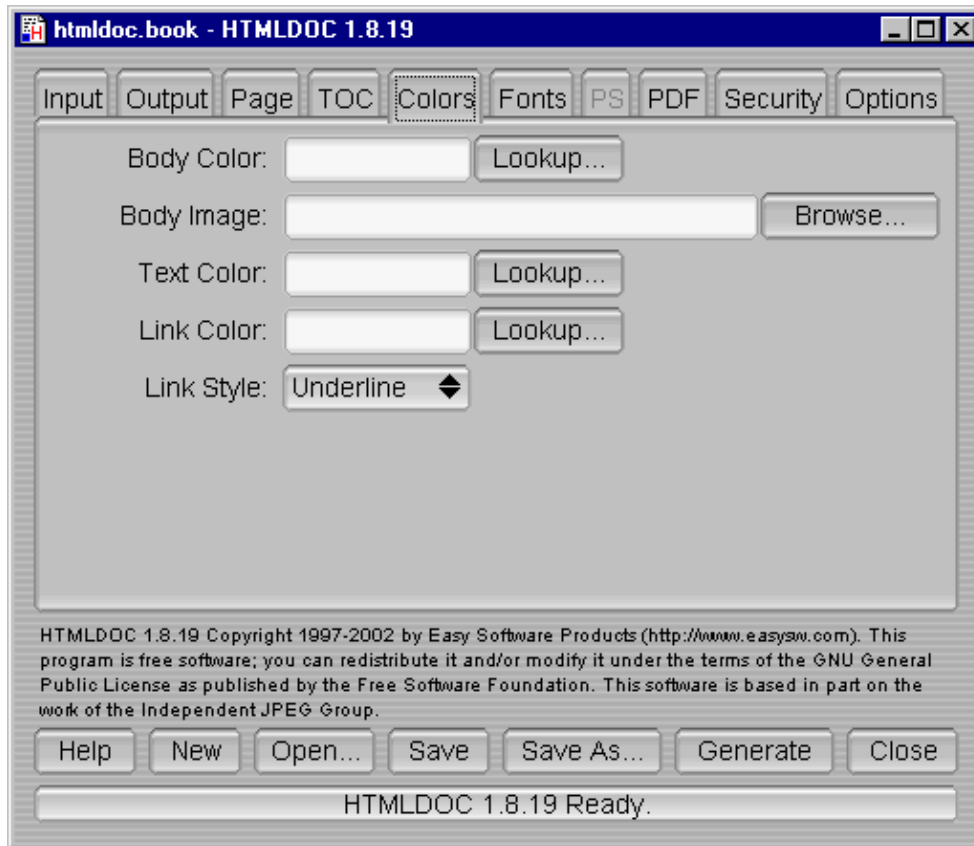 htmldoc.book - HTMLDOC 1.8.19
Input Output Page TOC Colors Fonts PS PDF Security Options
Body Color: Lookup...
Body Image: Browse...
Text Color: Lookup...
Link Color: Lookup...
Link Style: Underline
HTMLDOC 1.8.19 Copyright 1997-2002 by Easy Software Products (http://www.easysw.com). This
program is free software; you can redistribute it and/or modify it under the terms of the GNU General
Public License as published by the Free Software Foundation. This software is based in part on the
work of the Independent JPEG Group.
Help New Open... Save Save As... Generate Close
HTMLDOC 1.8.19 Ready.